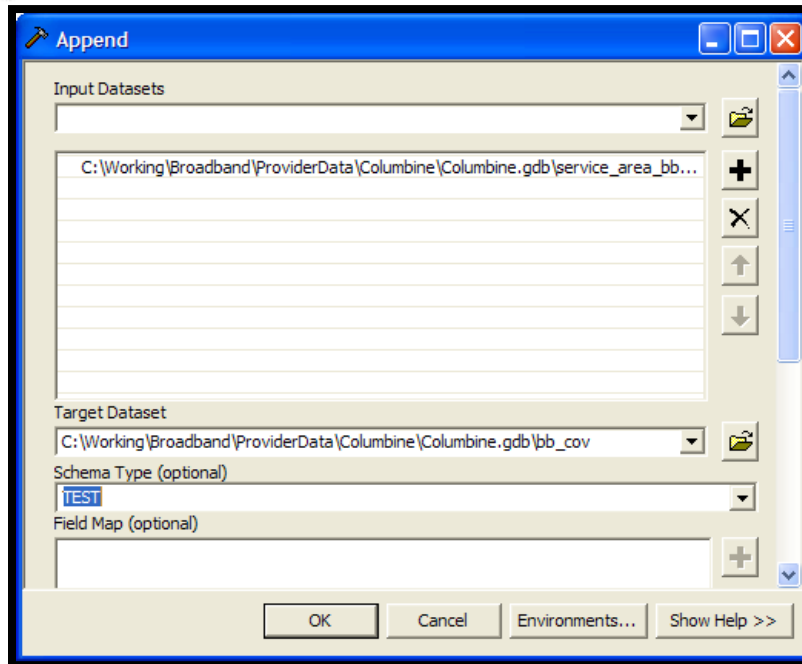 Append
Input Datasets
C:\Working\Broadband\ProviderData\Columbine\Columbine.gdb\service_area_bb...
Target Dataset
C:\Working\Broadband\ProviderData\Columbine\Columbine.gdb\bb_cov
Schema Type (optional)
TEST
Field Map (optional)
OK Cancel Environments... Show Help >>